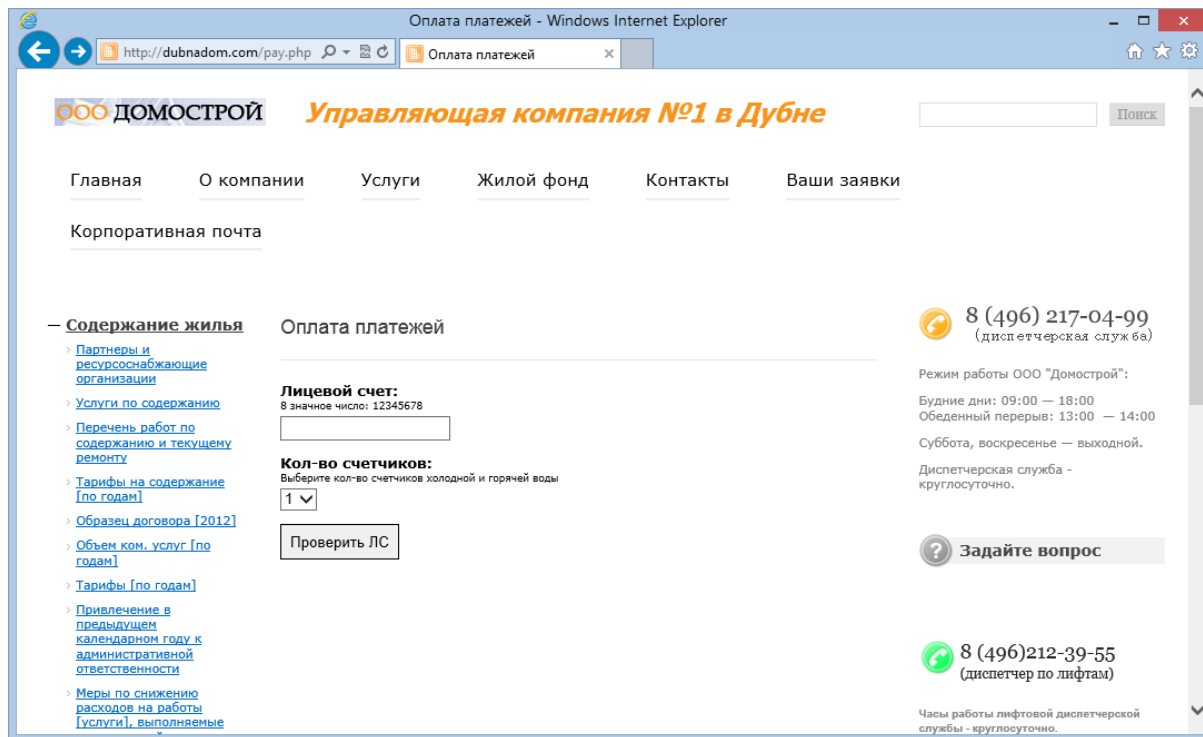 Оплата платежей - Windows Internet Explorer
http://dubnadom.com/pay.php
Оплата платежей
ООО ДОМОСТРОЙ
Управляющая компания №1 в Дубне
Поиск
Главная О компании Услуги Жилой фонд Контакты Ваши заявки
Корпоративная почта
— Содержание жилья
Партнеры и
ресурсоснабжающие
организации
Услуги по содержанию
Перечень работ по
содержанию и текущему
ремонту
Тарифы на содержание
[по годам]
Образец договора [2012]
Объем ком. услуг [по
годам]
Тарифы [по годам]
Привлечение в
предыдущем
календарном году к
административной
ответственности
Меры по снижению
расходов на работы
[услуги], выполняемые
Оплата платежей
Лицевой счет:
8 значное число: 12345678
Кол-во счетчиков:
Выберите кол-во счетчиков холодной и горячей воды
1
Проверить ЛС
8 (496) 217-04-99
(диспетчерская служба)
Режим работы ООО "Домострой":
Будние дни: 09:00 — 18:00
Обеденный перерыв: 13:00 — 14:00
Суббота, воскресенье — выходной.
Диспетчерская служба -
круглосуточно.
? Задайте вопрос
8 (496)212-39-55
(диспетчер по лифтам)
Часы работы лифтовой диспетчерской
службы - круглосуточно.